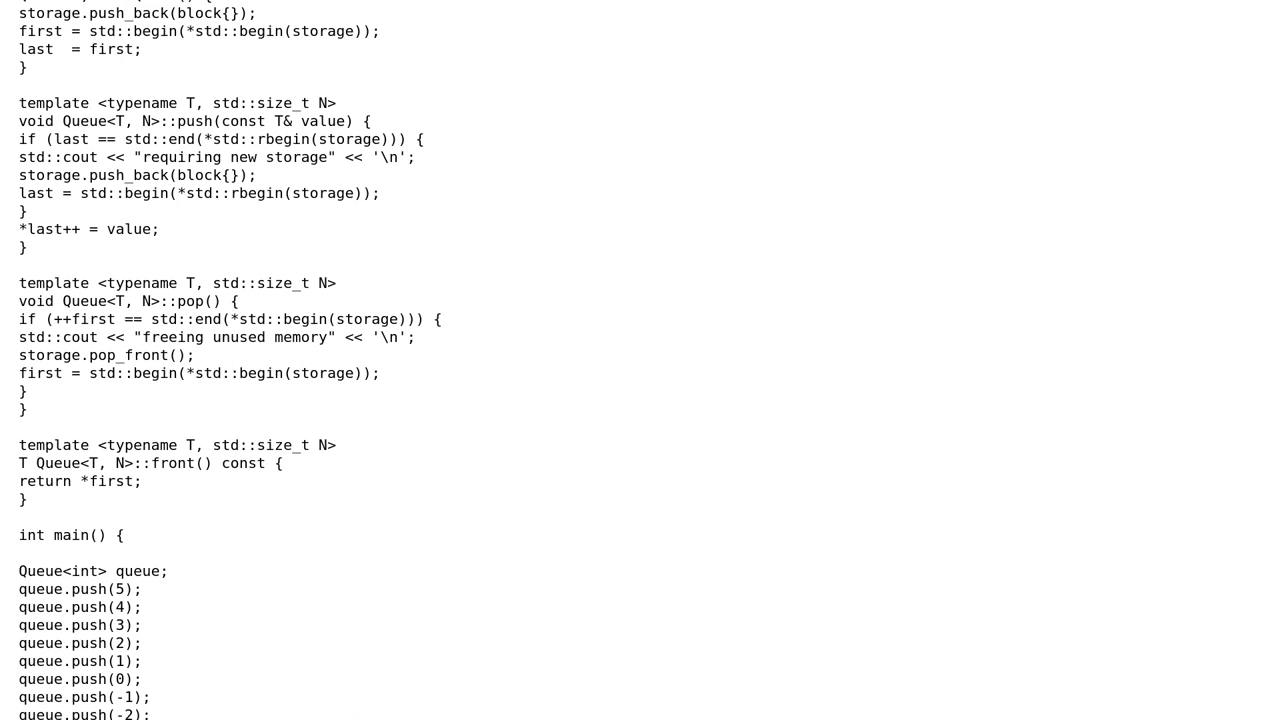 storage.push_back(block{});
first = std::begin(*std::begin(storage));
last  = first;
}

template <typename T, std::size_t N>
void Queue<T, N>::push(const T& value) {
if (last == std::end(*std::rbegin(storage))) {
std::cout << "requiring new storage" << '\n';
storage.push_back(block{});
last = std::begin(*std::rbegin(storage));
}
*last++ = value;
}

template <typename T, std::size_t N>
void Queue<T, N>::pop() {
if (++first == std::end(*std::begin(storage))) {
std::cout << "freeing unused memory" << '\n';
storage.pop_front();
first = std::begin(*std::begin(storage));
}
}

template <typename T, std::size_t N>
T Queue<T, N>::front() const {
return *first;
}

int main() {

Queue<int> queue;
queue.push(5);
queue.push(4);
queue.push(3);
queue.push(2);
queue.push(1);
queue.push(0);
queue.push(-1);
queue.push(-2);